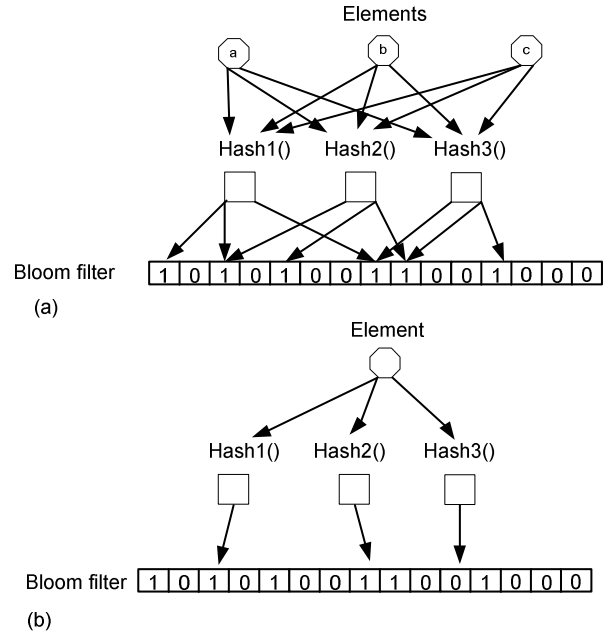 Elements
a b c
Hash1() Hash2() Hash3()
Bloom filter 1 0 1 0 1 0 0 1 1 0 0 1 0 0 0
(a)
Element
Hash1() Hash2() Hash3()
Bloom filter 1 0 1 0 1 0 0 1 1 0 0 1 0 0 0
(b)